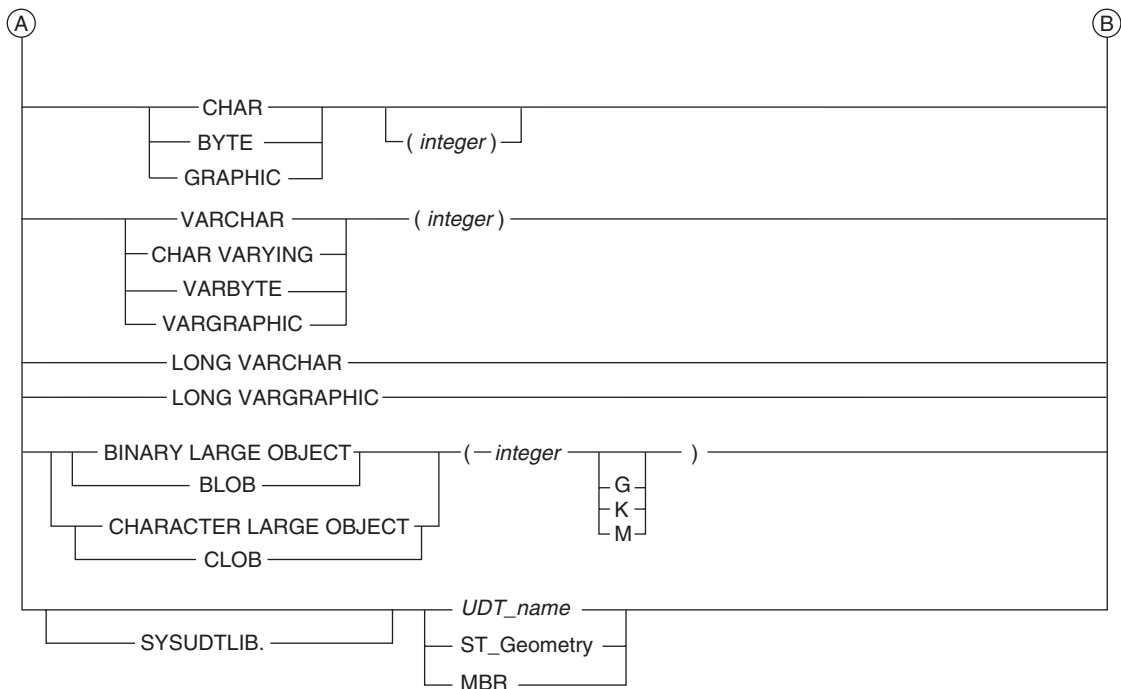 A B
CHAR
BYTE ( integer )
GRAPHIC
VARCHAR ( integer )
CHAR VARYING
VARBYTE
VARGRAPHIC
LONG VARCHAR
LONG VARGRAPHIC
BINARY LARGE OBJECT ( integer )
BLOB G
K
CHARACTER LARGE OBJECT M
CLOB
UDT_name
SYSUDTLIB. ST_Geometry
MBR